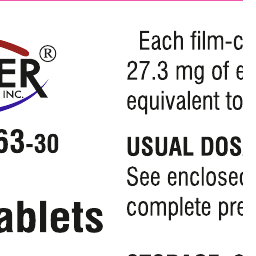 ER®
INC.
63-30
ablets
Each film-c
27.3 mg of e
equivalent to
USUAL DOS
See enclosed
complete pre